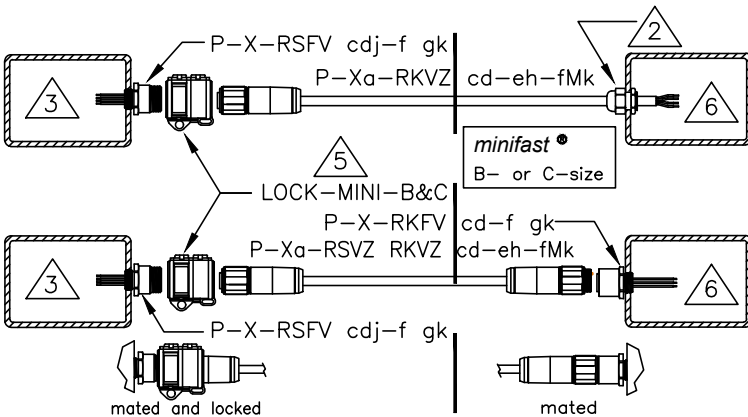 P-X-RSFV cdj-f gk
2
P-Xa-RKVZ cd-eh-fMk
3
6
minifast ®
B- or C-size
5
LOCK-MINI-B&C
P-X-RKFV cd-f gk
P-Xa-RSVZ RKVZ cd-eh-fMk
3
6
P-X-RSFV cdj-f gk
mated and locked
mated